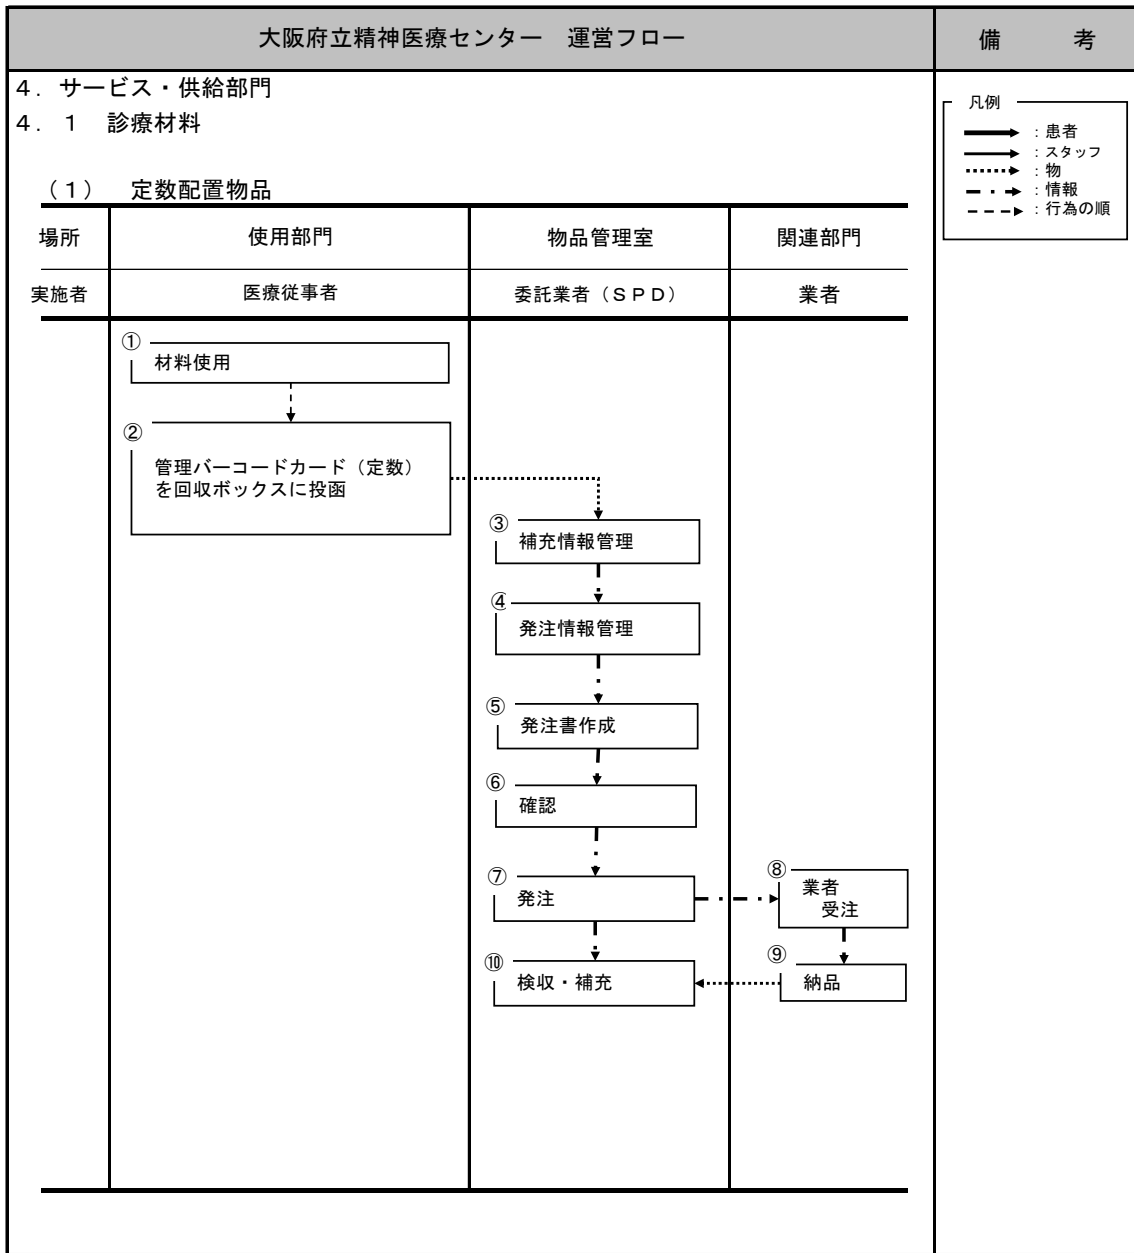 大阪府立精神医療センター　運営フロー
備　　考
４．サービス・供給部門
４．１　診療材料
（１）　定数配置物品
凡例
：患者
：スタッフ
：物
：情報
：行為の順
場所　使用部門　物品管理室　関連部門
実施者　医療従事者　委託業者（ＳＰＤ）　業者
①
材料使用
②
管理バーコードカード（定数）
を回収ボックスに投函
③
補充情報管理
④
発注情報管理
⑤
発注書作成
⑥
確認
⑦
発注
⑧
業者
受注
⑨
納品
⑩
検収・補充